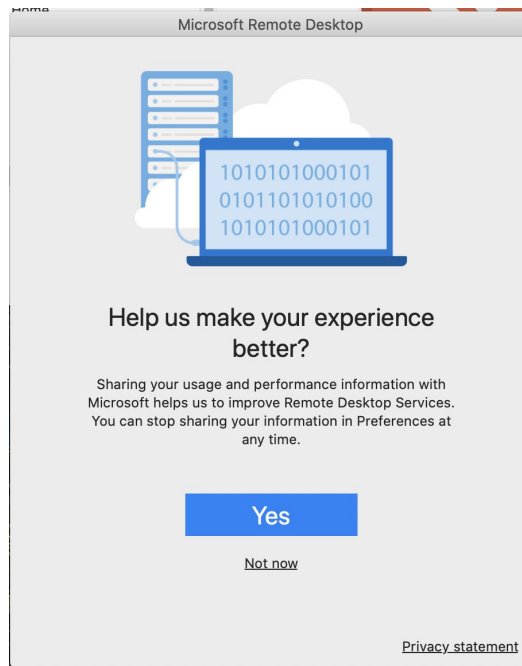 Home
Microsoft Remote Desktop
1010101000101
0101101010100
1010101000101
Help us make your experience
better?
Sharing your usage and performance information with
Microsoft helps us to improve Remote Desktop Services.
You can stop sharing your information in Preferences at
any time.
Yes
Not now
Privacy statement